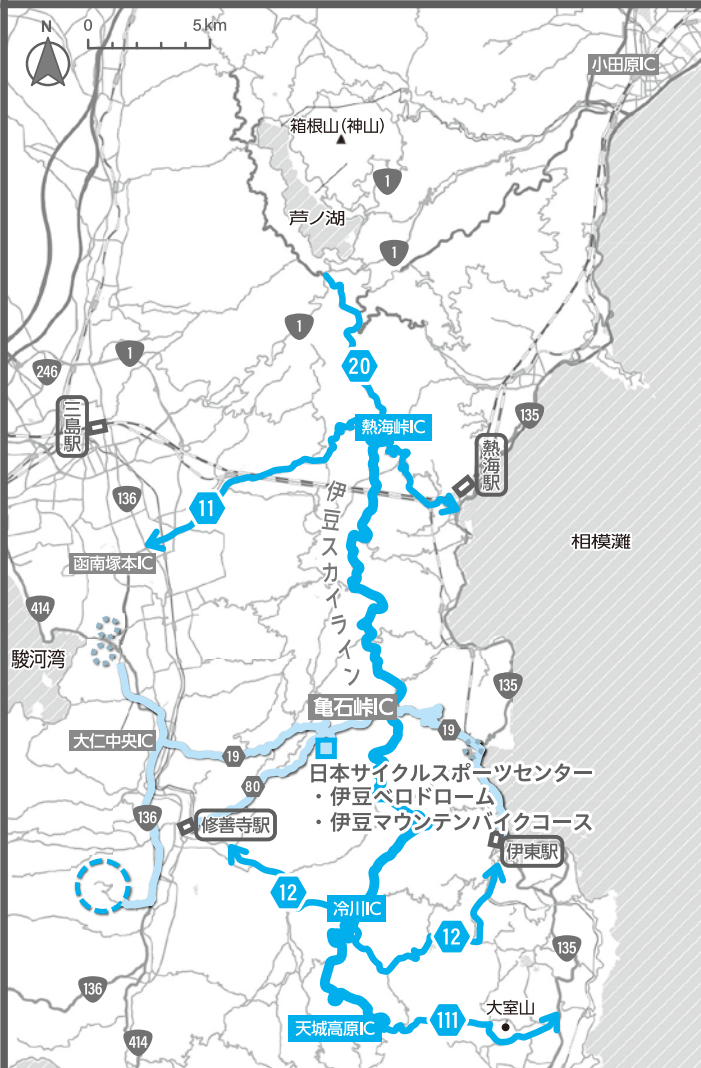 N
0 5km
小田原IC
箱根山(神山)
1
芦ノ湖
1
1
20
1
246
三島駅
熱海峠IC
135
熱海駅
136
11
伊豆スカイライン
相模灘
函南塚本IC
414
駿河湾
135
亀石峠IC
大仁中央IC
19
19
日本サイクルスポーツセンター
80
・伊豆ベロドローム
136
修善寺駅
・伊豆マウンテンバイクコース
伊東駅
12
冷川IC
12
135
136
天城高原IC
111
大室山
414